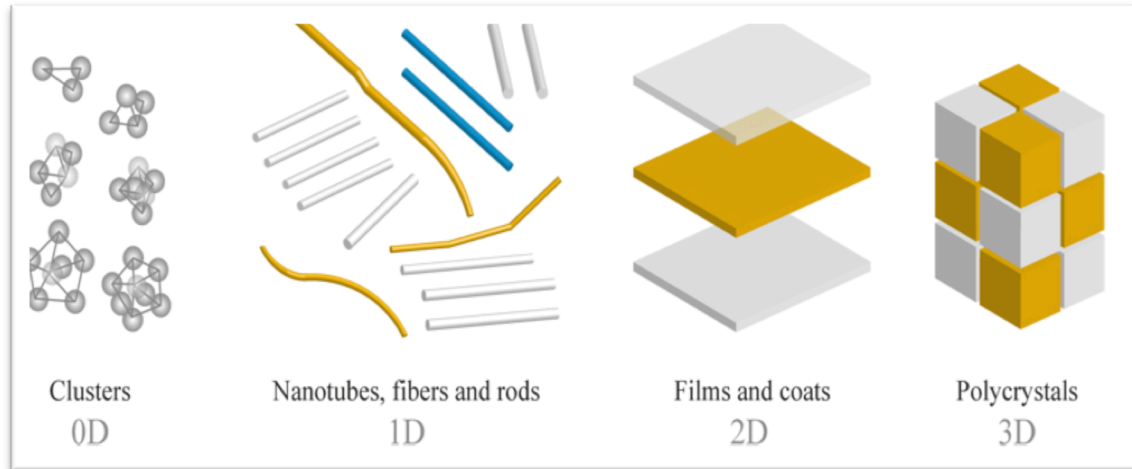 Clusters
0D
Nanotubes, fibers and rods
1D
Films and coats
2D
Polycrystals
3D